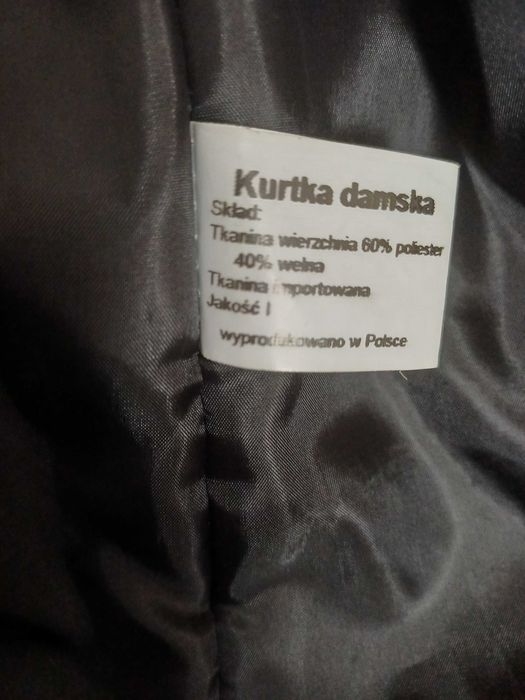 Kurtka damska
Skład:
Tkanina wierzchnia 60% poliester
40% wełna
Tkanina importowana
Jakość I
wyprodukowano w Polsce